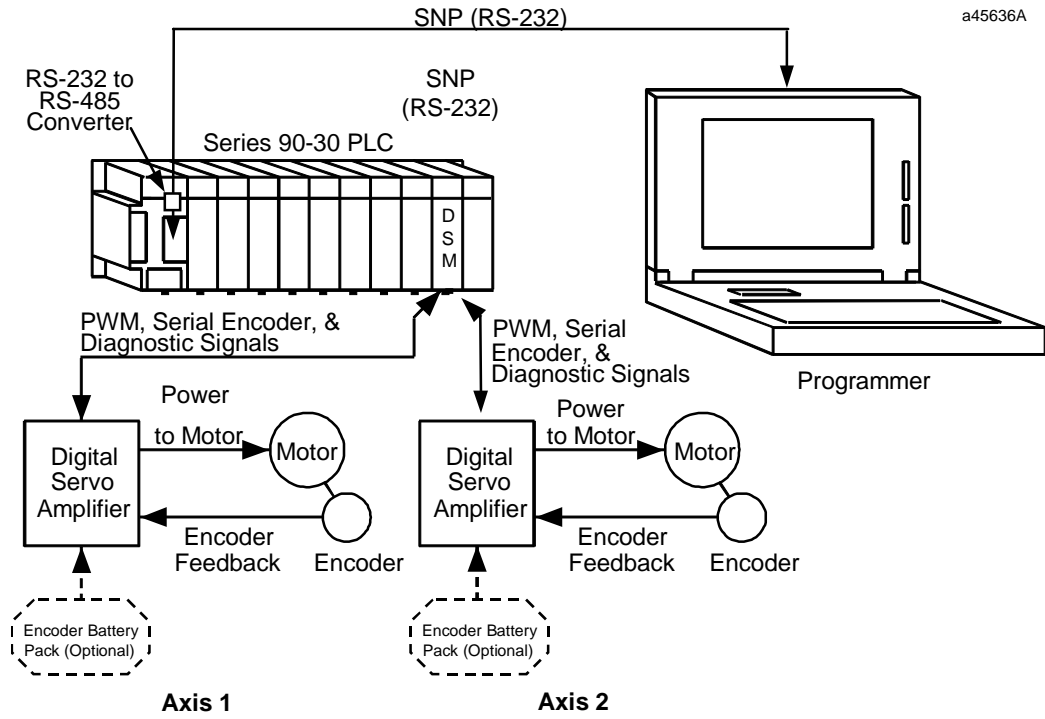 SNP (RS-232)
a45636A
RS-232 to
RS-485
Converter
SNP
(RS-232)
Series 90-30 PLC
D
S
M
PWM, Serial Encoder, &
Diagnostic Signals
PWM, Serial
Encoder, &
Diagnostic Signals
Programmer
Power
to Motor
Motor
Digital
Servo
Amplifier
Encoder
Feedback
Encoder
Encoder Battery
Pack (Optional)
Axis 1
Power
to Motor
Motor
Digital
Servo
Amplifier
Encoder
Feedback
Encoder
Encoder Battery
Pack (Optional)
Axis 2